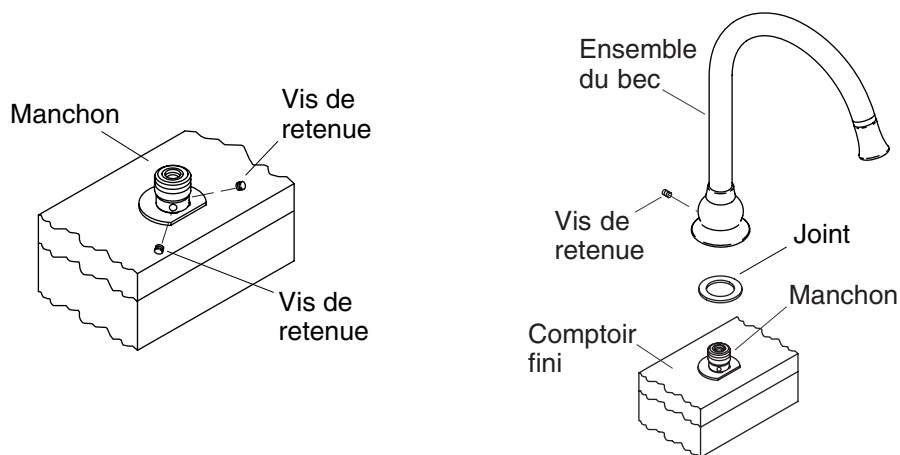 Manchon
Vis de
retenue
Vis de
retenue
Ensemble
du bec
Vis de
retenue
Joint
Manchon
Comptoir
fini